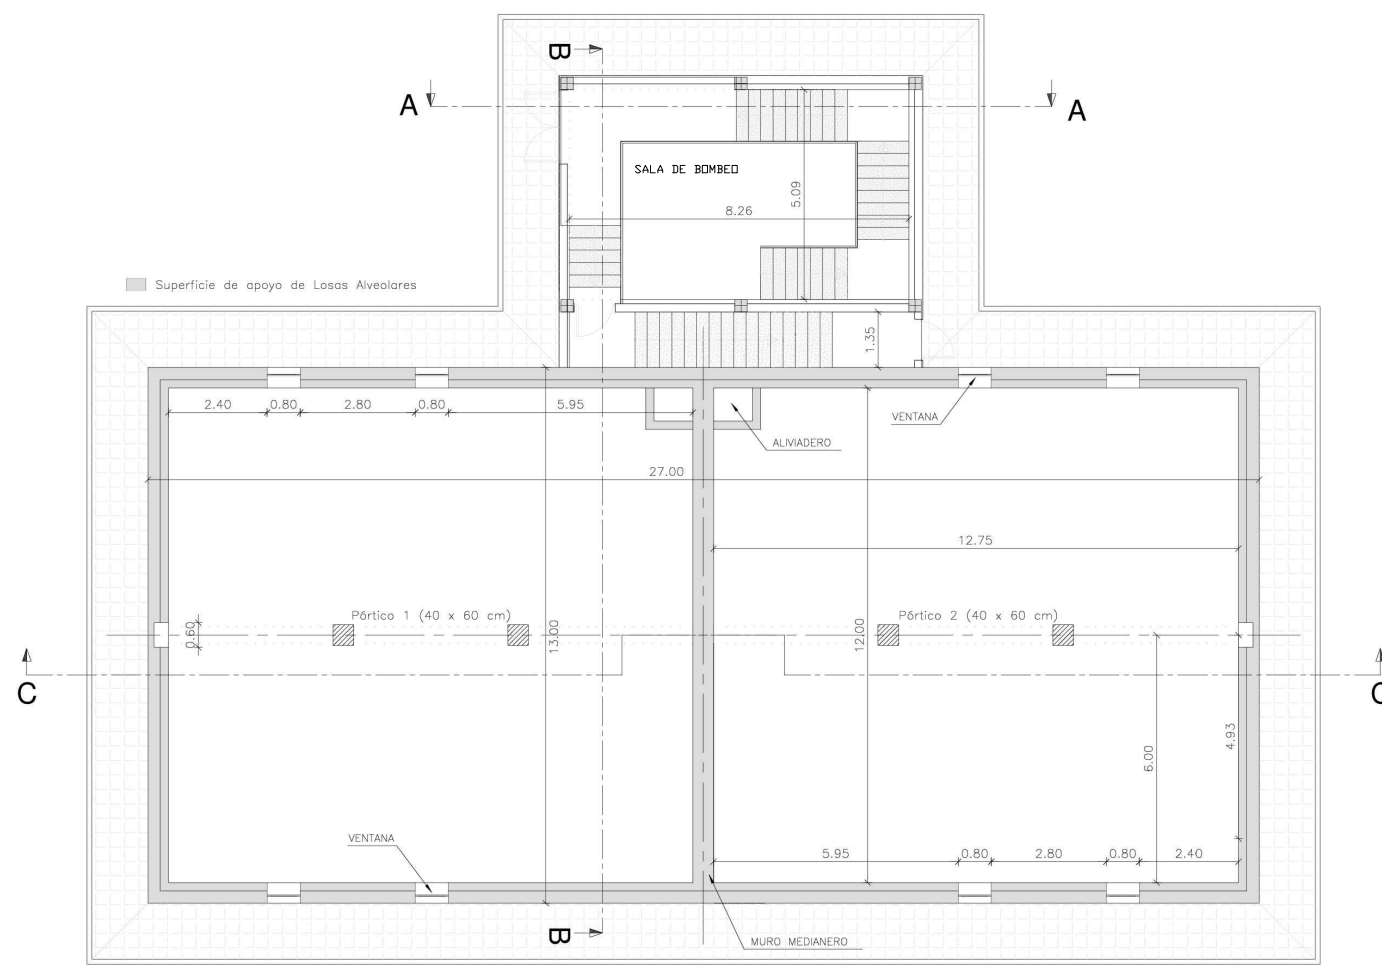 B
A
A
SALA DE BOMBEO
5.09
8.26
Superficie de apoyo de Losas Alveolares
1.35
2.40
0.80
2.80
0.80
5.95
VENTANA
ALIVIADERO
27.00
12.75
Pórtico 1 (40 x 60 cm)
Pórtico 2 (40 x 60 cm)
0.60
13.00
12.00
C
C
4.93
6.00
VENTANA
5.95
0.80
2.80
0.80
2.40
B
MURO MEDIANERO